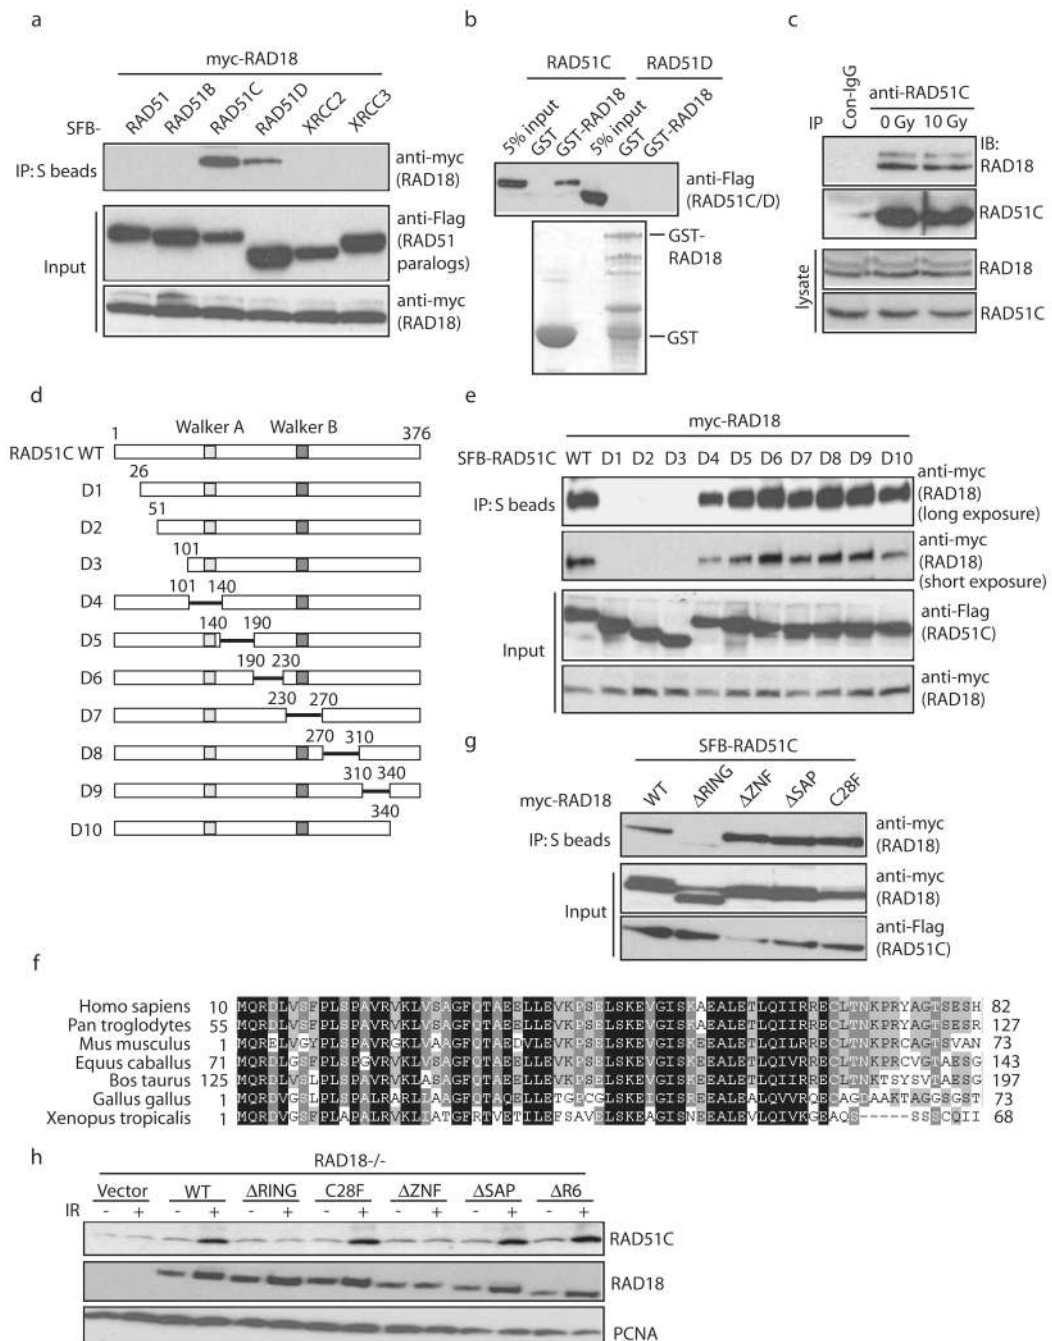 a
myc-RAD18
SFB- RAD51 RAD51B RAD51C RAD51D XRCC2 XRCC3
IP: S beads
anti-myc
(RAD18)
Input
anti-Flag
(RAD51
paralogs)
anti-myc
(RAD18)
b
RAD51C RAD51D
5% input GST GST-RAD18 5% input GST GST-RAD18
anti-Flag
(RAD51C/D)
GST-
RAD18
GST
c
Con-IgG
anti-RAD51C
IP 0 Gy 10 Gy
IB:
RAD18
RAD51C
lysate
RAD18
RAD51C
d
1 Walker A Walker B 376
RAD51C WT
26
D1
51
D2
101
D3
101 140
D4
140 190
D5
190 230
D6
230 270
D7
270 310
D8
310 340
D9
340
D10
e
myc-RAD18
SFB-RAD51C WT D1 D2 D3 D4 D5 D6 D7 D8 D9 D10
IP: S beads
anti-myc
(RAD18)
(long exposure)
anti-myc
(RAD18)
(short exposure)
Input
anti-Flag
(RAD51C)
anti-myc
(RAD18)
g
SFB-RAD51C
myc-RAD18 WT ΔRING ΔZNF ΔSAP C28F
IP: S beads
anti-myc
(RAD18)
Input
anti-myc
(RAD18)
anti-Flag
(RAD51C)
f
Homo sapiens 10 MQRDLVSFPLSPAVRVKLVSAGFQTAEELLEVKPSELSKEVGISKAEALETLQIIRRECLTNKPRYAGTSESH 82
Pan troglodytes 55 MQRDLVSFPLSPAVRVKLVSAGFQTAEELLEVKPSELSKEVGISKAEALETLQIIRRECLTNKPRYAGTSESR 127
Mus musculus 1 MQRELVGYPLSPAVRGKLVAAGFQTAEDVLEVKPSELSKEVGISKEEALETLQILRRECLTNKPRCAGTSVAN 73
Equus caballus 71 MQRDLGSFPLSPGVRVKLVSAGFQTAEELLEVKPSELSKEVGISKEEALETLQIIRRECLTNKPRCVGTAESG 143
Bos taurus 125 MQRDLVSLPLSPAVRVKLASAGFQTAEELLEVKPSELSKEVGISKEEALETLQIIRRECLTNKTSYSVTAESG 197
Gallus gallus 1 MQRDVGSLPLSPALRARLLAAGFQTAQELLETGPCGLSKEVGISKEEALEALQVVRQECAGDAAKTAGGSGST 73
Xenopus tropicalis 1 MQRDVGSFPLAPALRVKLLATGFRTVETILEFSAVELSKEAGISNEEALEVLQIVKGEAQS-----SSSCQII 68
h
RAD18-/-
Vector WT ΔRING C28F ΔZNF ΔSAP ΔR6
IR - + - + - + - + - + - + - +
RAD51C
RAD18
PCNA